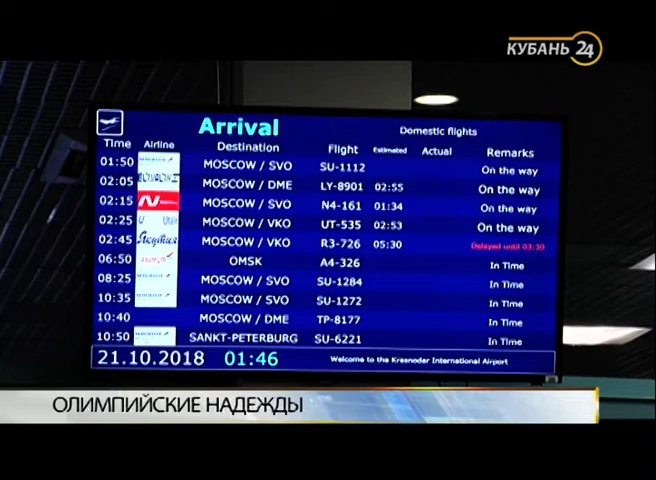 КУБАНЬ 24
Arrival Domestic flights
Time Airline Destination Flight Estimated Actual Remarks
01:50 MOSCOW / SVO SU-1112 On the way
02:05 MOSCOW / DME LY-8901 02:55 On the way
02:15 MOSCOW / SVO N4-161 01:34 On the way
02:25 MOSCOW / VKO UT-535 02:53 On the way
02:45 Якутия MOSCOW / VKO R3-726 05:30 Delayed until 03:30
06:50 OMSK A4-326 In Time
08:25 MOSCOW / SVO SU-1284 In Time
10:35 MOSCOW / SVO SU-1272 In Time
10:40 MOSCOW / DME TP-8177 In Time
10:50 SANKT-PETERBURG SU-6221 In Time
21.10.2018 01:46 Welcome to the Krasnodar International Airport
ОЛИМПИЙСКИЕ НАДЕЖДЫ